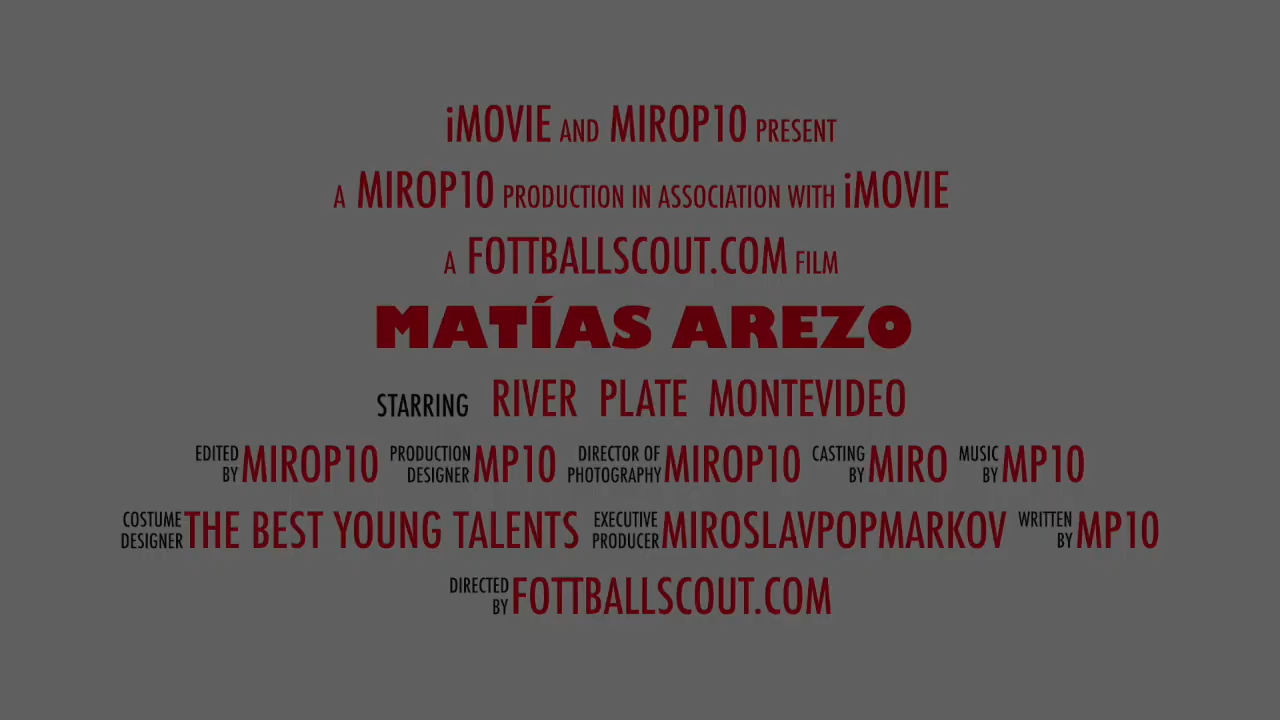 iMOVIE AND MIROP10 PRESENT
A MIROP10 PRODUCTION IN ASSOCIATION WITH iMOVIE
A FOTTBALLSCOUT.COM FILM
MATÍAS AREZO
STARRING RIVER PLATE MONTEVIDEO
EDITED BY MIROP10 PRODUCTION DESIGNER MP10 DIRECTOR OF PHOTOGRAPHY MIROP10 CASTING BY MIRO MUSIC BY MP10
COSTUME DESIGNER THE BEST YOUNG TALENTS EXECUTIVE PRODUCER MIROSLAVPOPMARKOV WRITTEN BY MP10
DIRECTED BY FOTTBALLSCOUT.COM